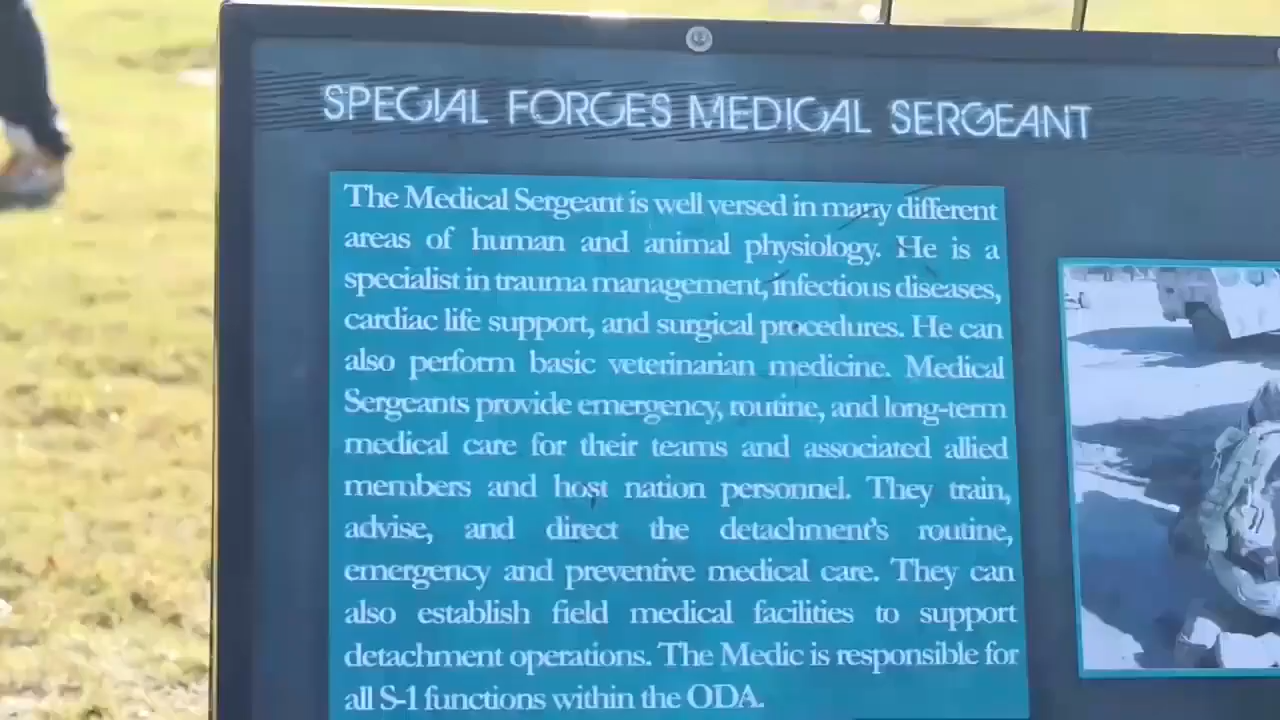 SPECIAL FORCES MEDICAL SERGEANT
The Medical Sergeant is well versed in many different
areas of human and animal physiology. He is a
specialist in trauma management, infectious diseases,
cardiac life support, and surgical procedures. He can
also perform basic veterinarian medicine. Medical
Sergeants provide emergency, routine, and long-term
medical care for their teams and associated allied
members and host nation personnel. They train,
advise, and direct the detachment's routine,
emergency and preventive medical care. They can
also establish field medical facilities to support
detachment operations. The Medic is responsible for
all S-1 functions within the ODA.